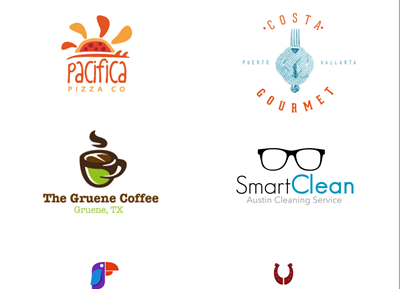 Pacifica
PIZZA CO
COSTA
PUERTO VALLARTA
GOURMET
The Gruene Coffee
Gruene, TX
SmartClean
Austin Cleaning Service